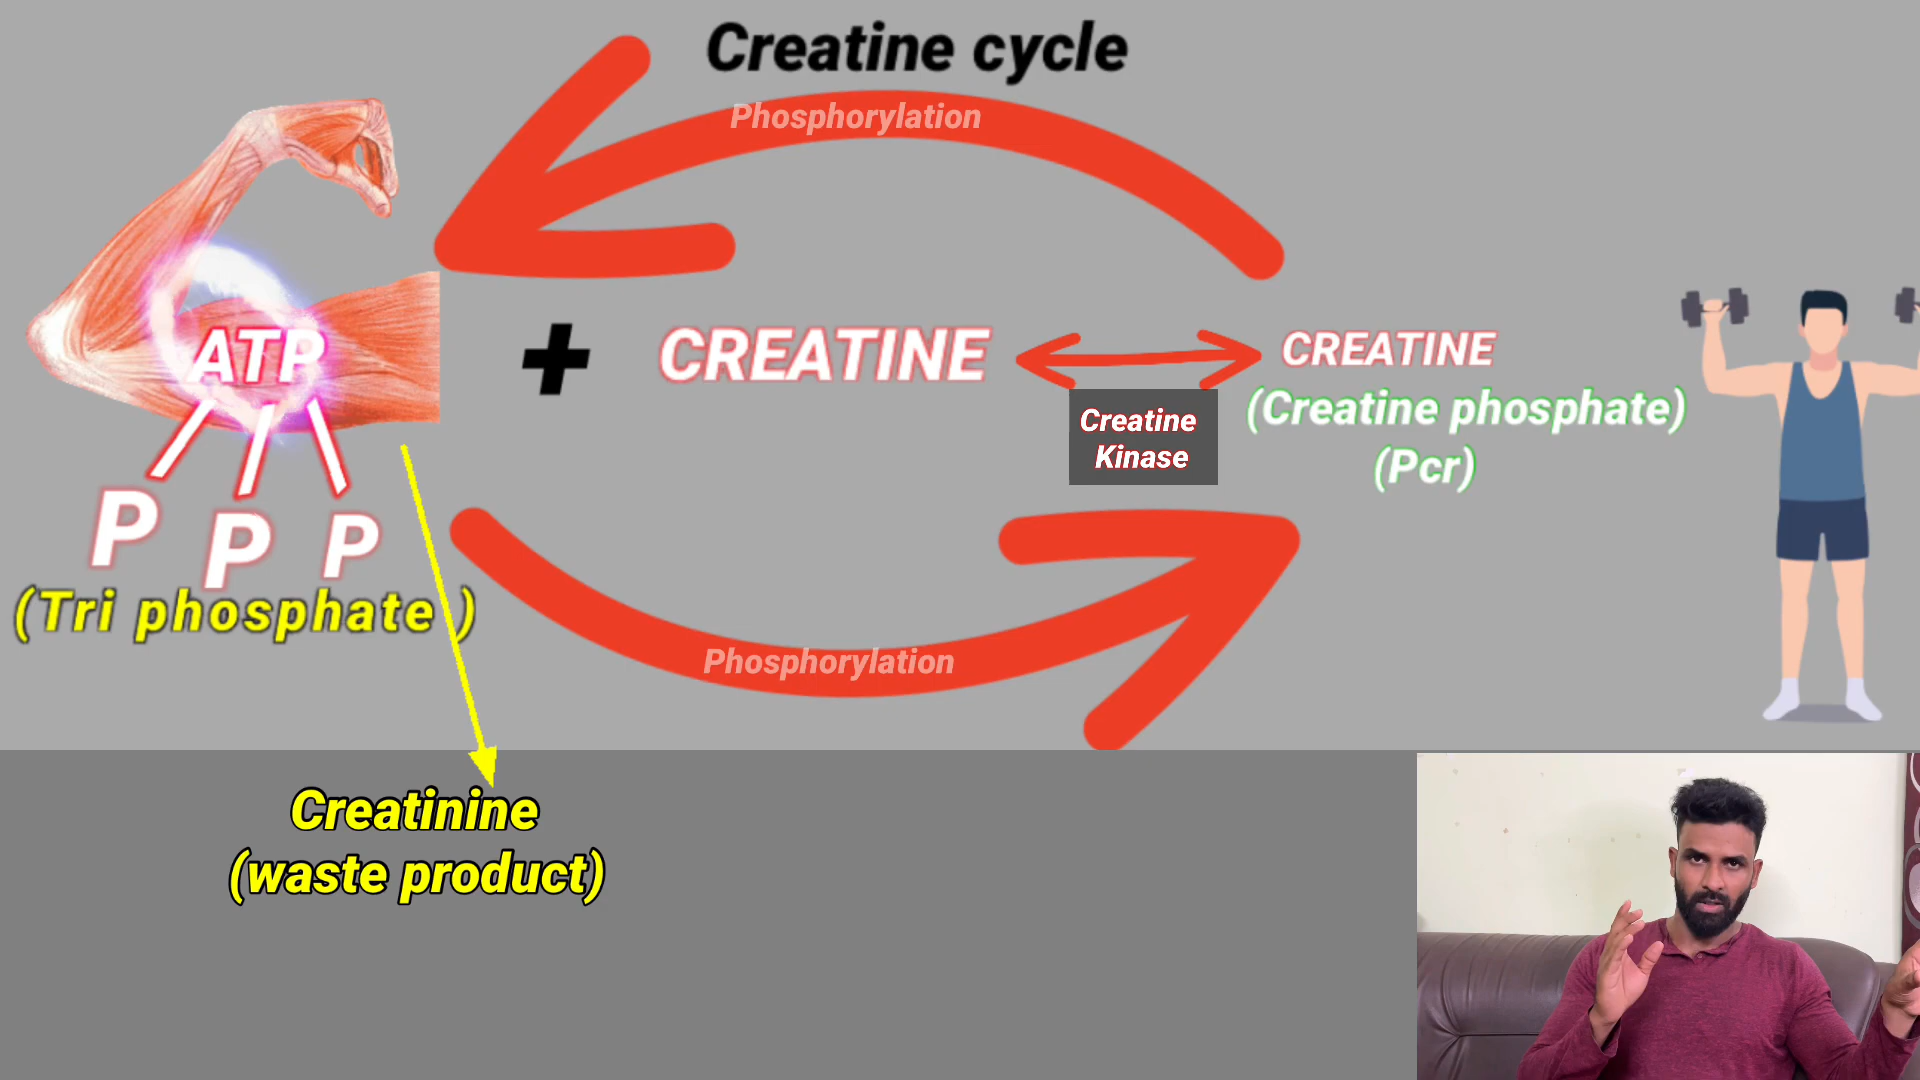 Creatine cycle
Phosphorylation
ATP
+
CREATINE
CREATINE
Creatine
Kinase
(Creatine phosphate)
(Pcr)
P
P
P
(Tri phosphate )
Phosphorylation
Creatinine
(waste product)